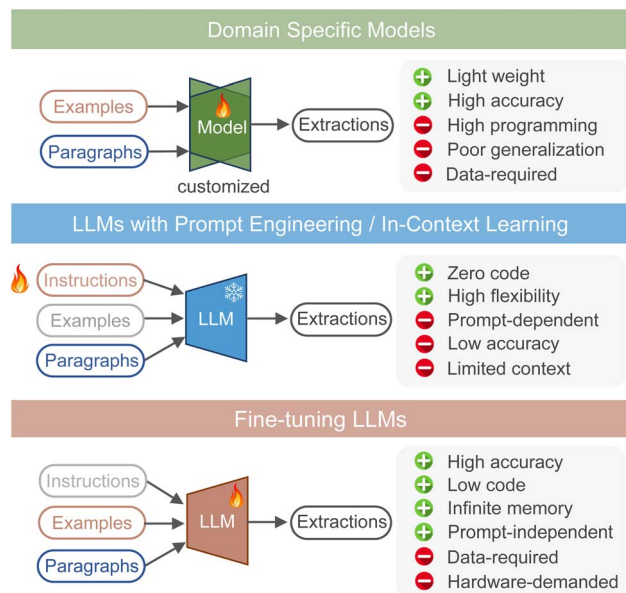 Domain Specific Models
Examples
Paragraphs
Model
customized
Extractions
Light weight
High accuracy
High programming
Poor generalization
Data-required
LLMs with Prompt Engineering / In-Context Learning
Instructions
Examples
Paragraphs
LLM
Extractions
Zero code
High flexibility
Prompt-dependent
Low accuracy
Limited context
Fine-tuning LLMs
Instructions
Examples
Paragraphs
LLM
Extractions
High accuracy
Low code
Infinite memory
Prompt-independent
Data-required
Hardware-demanded